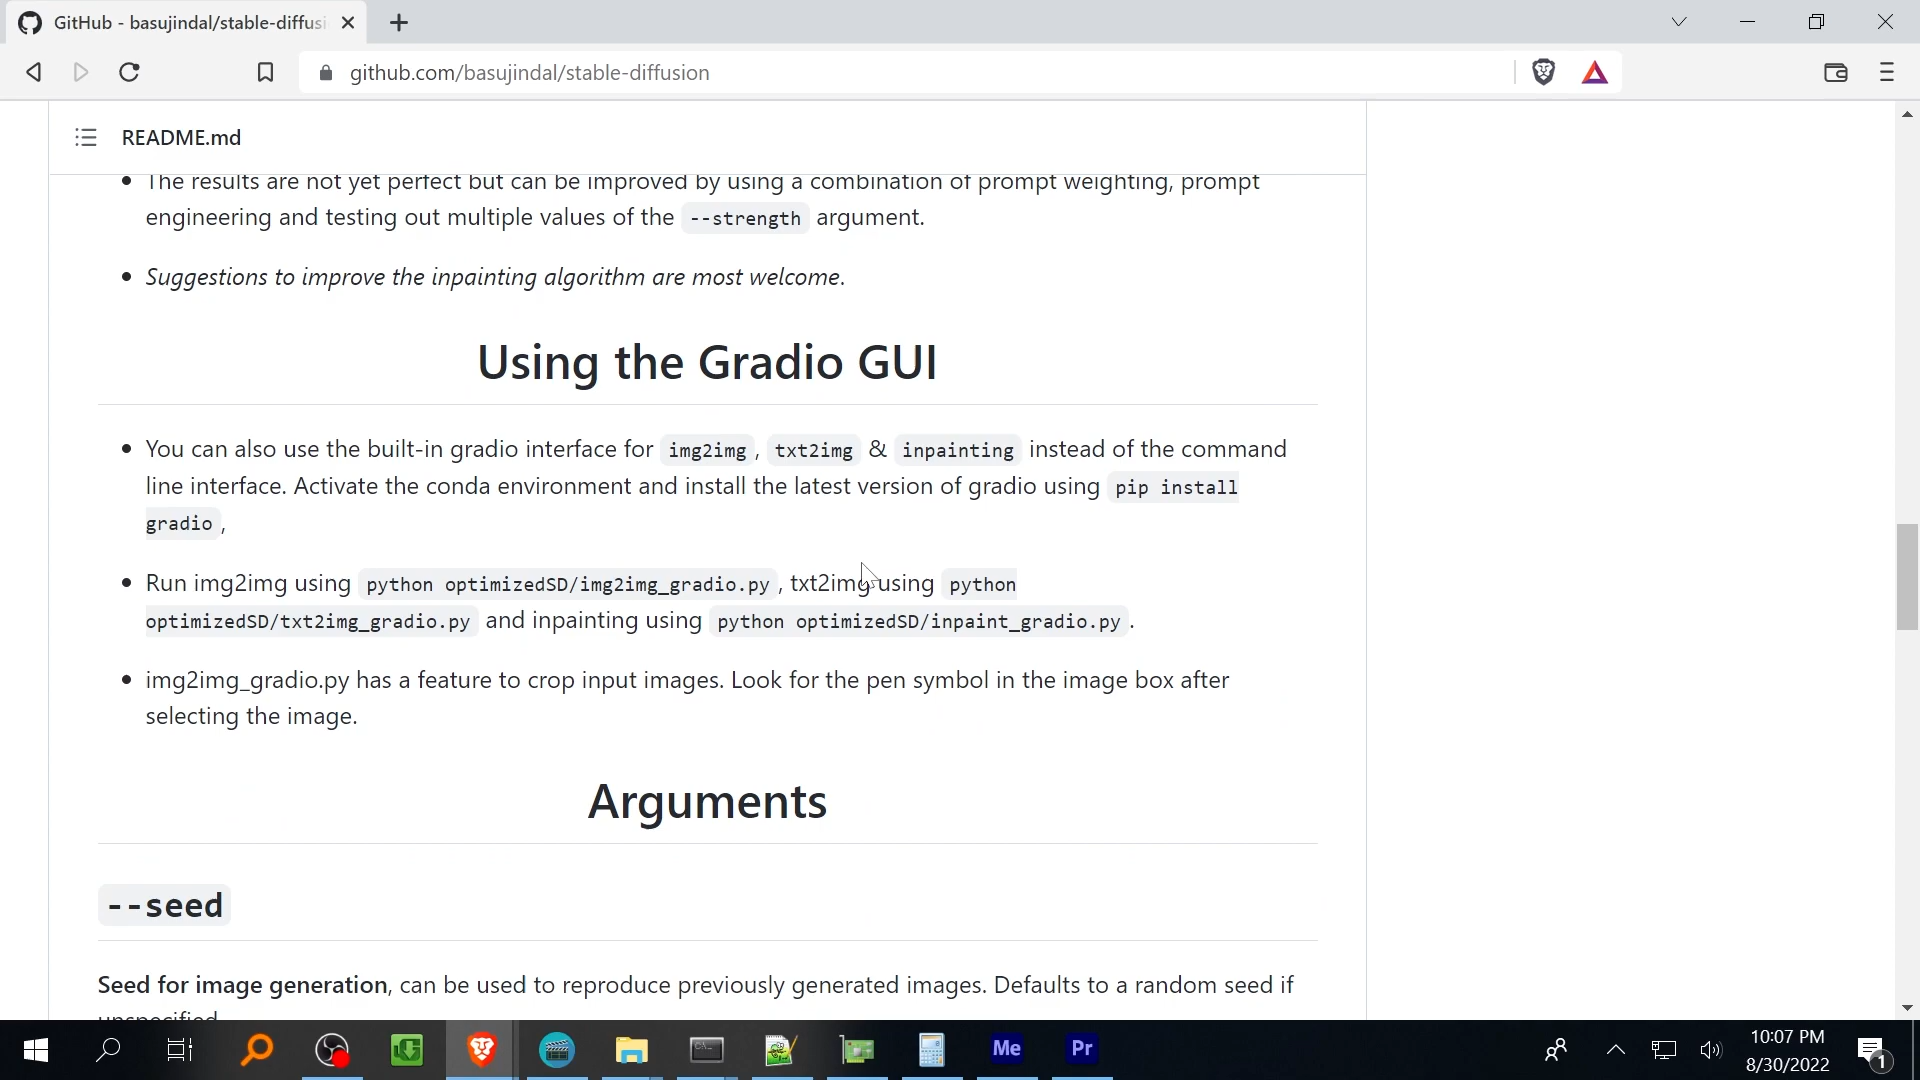 GitHub - basujindal/stable-diffusi
github.com/basujindal/stable-diffusion
README.md
The results are not yet perfect but can be improved by using a combination of prompt weighting, prompt
engineering and testing out multiple values of the --strength argument.
Suggestions to improve the inpainting algorithm are most welcome.
Using the Gradio GUI
You can also use the built-in gradio interface for img2img, txt2img & inpainting instead of the command
line interface. Activate the conda environment and install the latest version of gradio using pip install
gradio,
Run img2img using python optimizedSD/img2img_gradio.py, txt2img using python
optimizedSD/txt2img_gradio.py and inpainting using python optimizedSD/inpaint_gradio.py.
img2img_gradio.py has a feature to crop input images. Look for the pen symbol in the image box after
selecting the image.
Arguments
--seed
Seed for image generation, can be used to reproduce previously generated images. Defaults to a random seed if
unspecified
Me
Pr
10:07 PM
8/30/2022
1